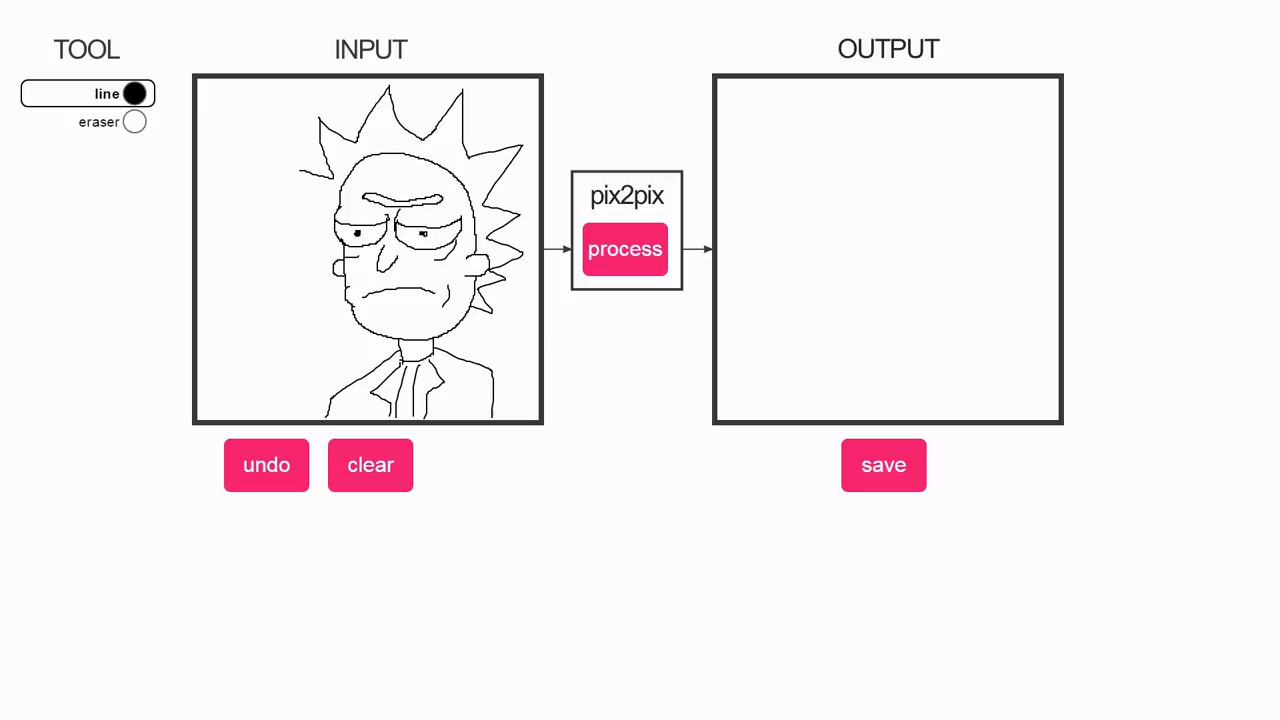 TOOL
INPUT
OUTPUT
line
eraser
pix2pix
process
undo
clear
save